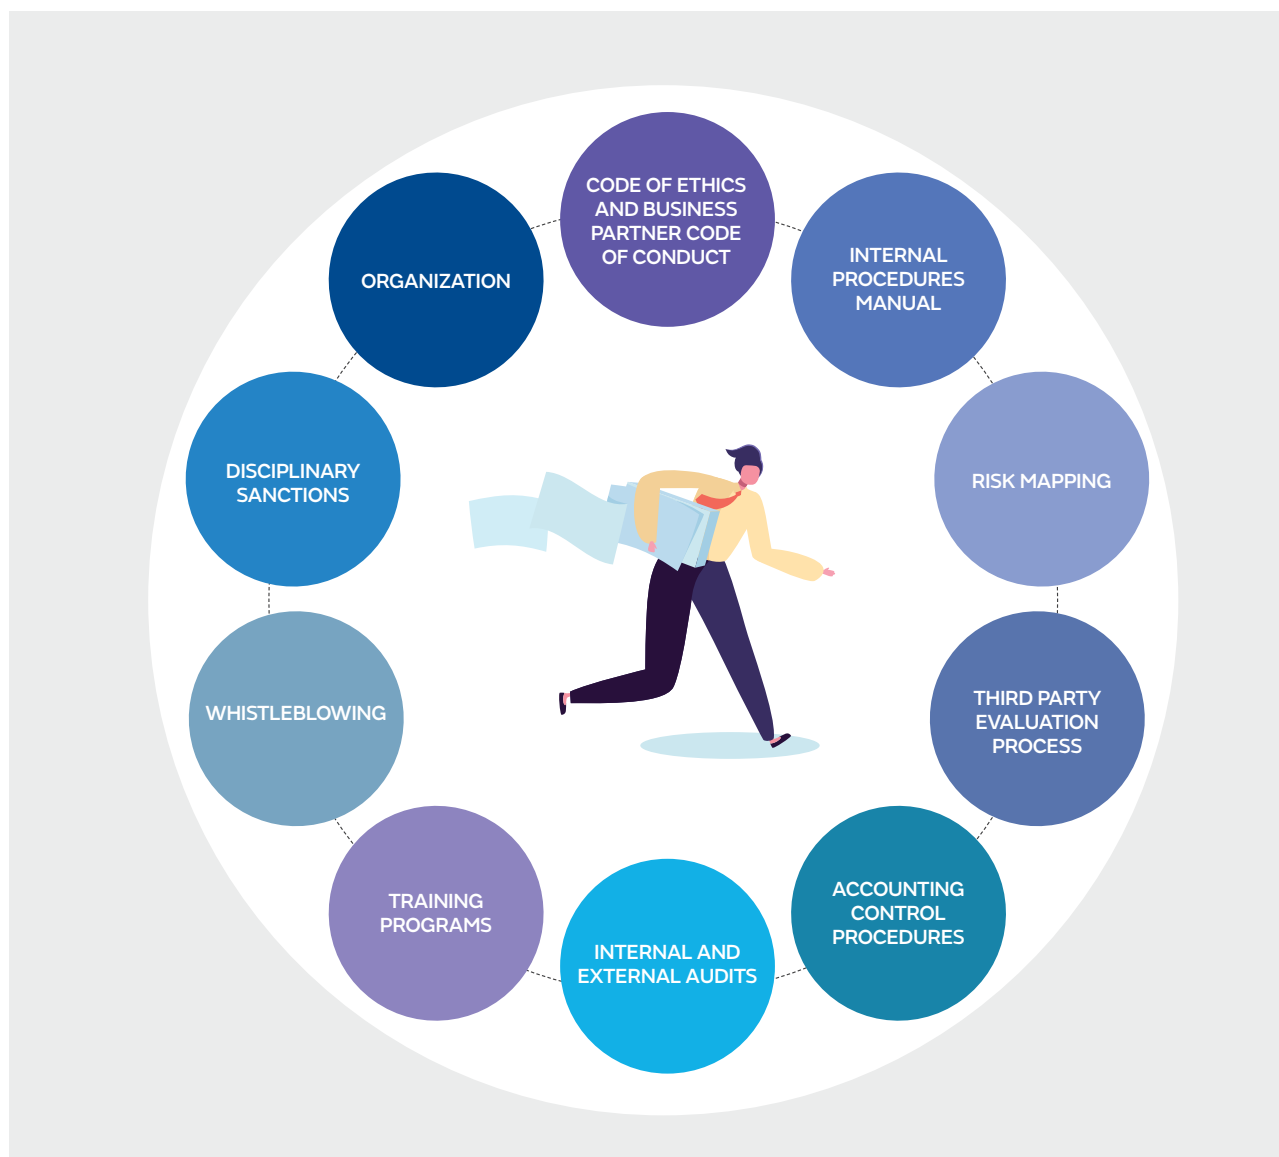 CODE OF ETHICS
AND BUSINESS
PARTNER CODE
OF CONDUCT
INTERNAL
PROCEDURES
MANUAL
RISK MAPPING
THIRD PARTY
EVALUATION
PROCESS
ACCOUNTING
CONTROL
PROCEDURES
INTERNAL AND
EXTERNAL AUDITS
TRAINING
PROGRAMS
WHISTLEBLOWING
DISCIPLINARY
SANCTIONS
ORGANIZATION